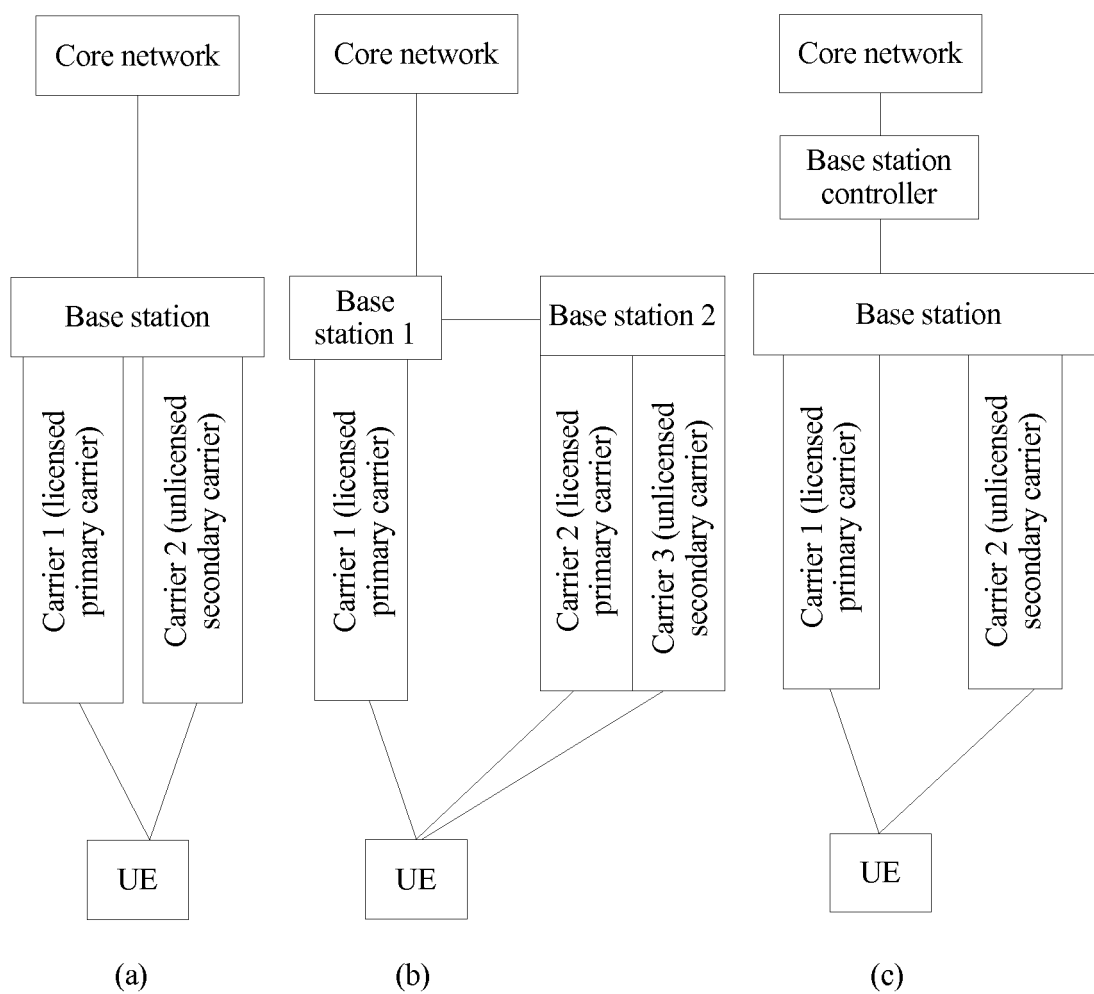 Core network
Base station
Carrier 1 (licensed
primary carrier)
Carrier 2 (unlicensed
secondary carrier)
UE
(a)
Core network
Base
station 1
Base station 2
Carrier 1 (licensed
primary carrier)
Carrier 2 (licensed
primary carrier)
Carrier 3 (unlicensed
secondary carrier)
UE
(b)
Core network
Base station
controller
Base station
Carrier 1 (licensed
primary carrier)
Carrier 2 (unlicensed
secondary carrier)
UE
(c)